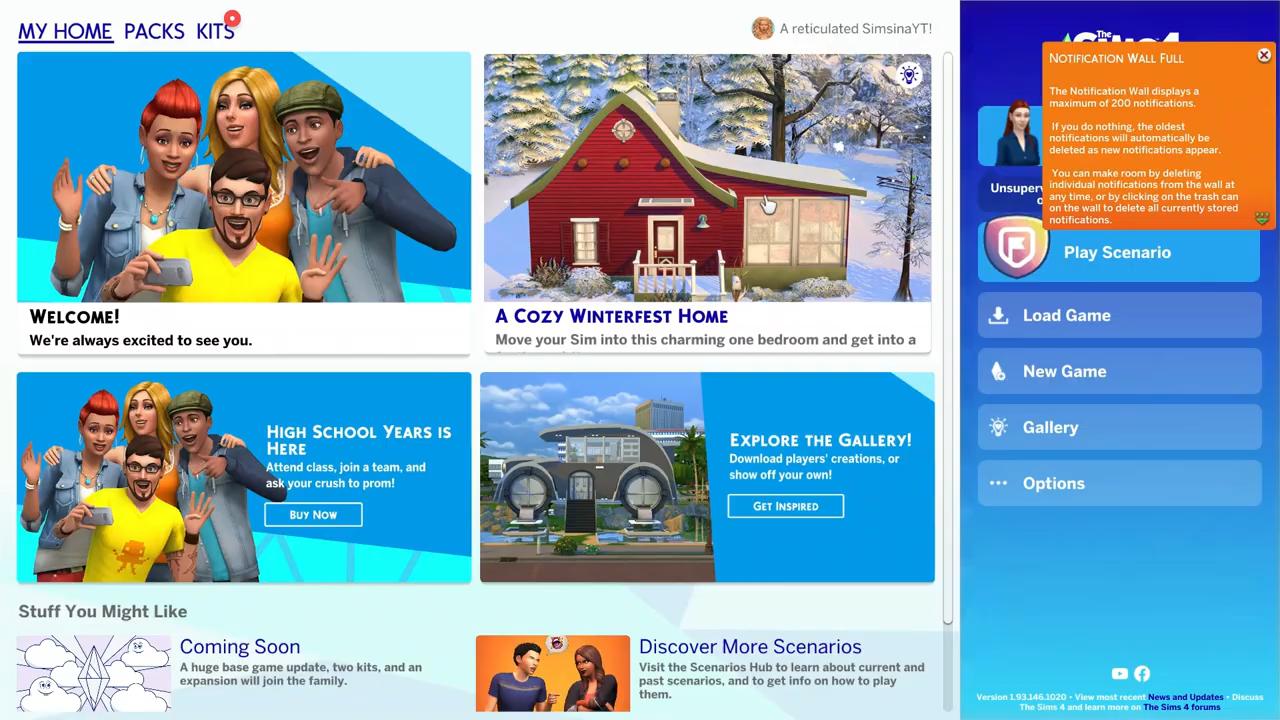 MY HOME PACKS KITS
A reticulated SimsinaYT!
WELCOME!
We're always excited to see you.
A COZY WINTERFEST HOME
Move your Sim into this charming one bedroom and get into a
HIGH SCHOOL YEARS IS
HERE
Attend class, join a team, and
ask your crush to prom!
BUY NOW
EXPLORE THE GALLERY!
Download players' creations, or
show off your own!
GET INSPIRED
Stuff You Might Like
Coming Soon
A huge base game update, two kits, and an
expansion will join the family.
Discover More Scenarios
Visit the Scenarios Hub to learn about current and
past scenarios, and to get info on how to play
them.
The
NOTIFICATION WALL FULL
The Notification Wall displays a
maximum of 200 notifications.
If you do nothing, the oldest
notifications will automatically be
deleted as new notifications appear.
You can make room by deleting
individual notifications from the wall at
any time, or by clicking on the trash can
on the wall to delete all currently stored
notifications.
Play Scenario
Load Game
New Game
Gallery
Options
Version 1.93.146.1020 • View most recent News and Updates • Discuss
The Sims 4 and learn more on The Sims 4 forums